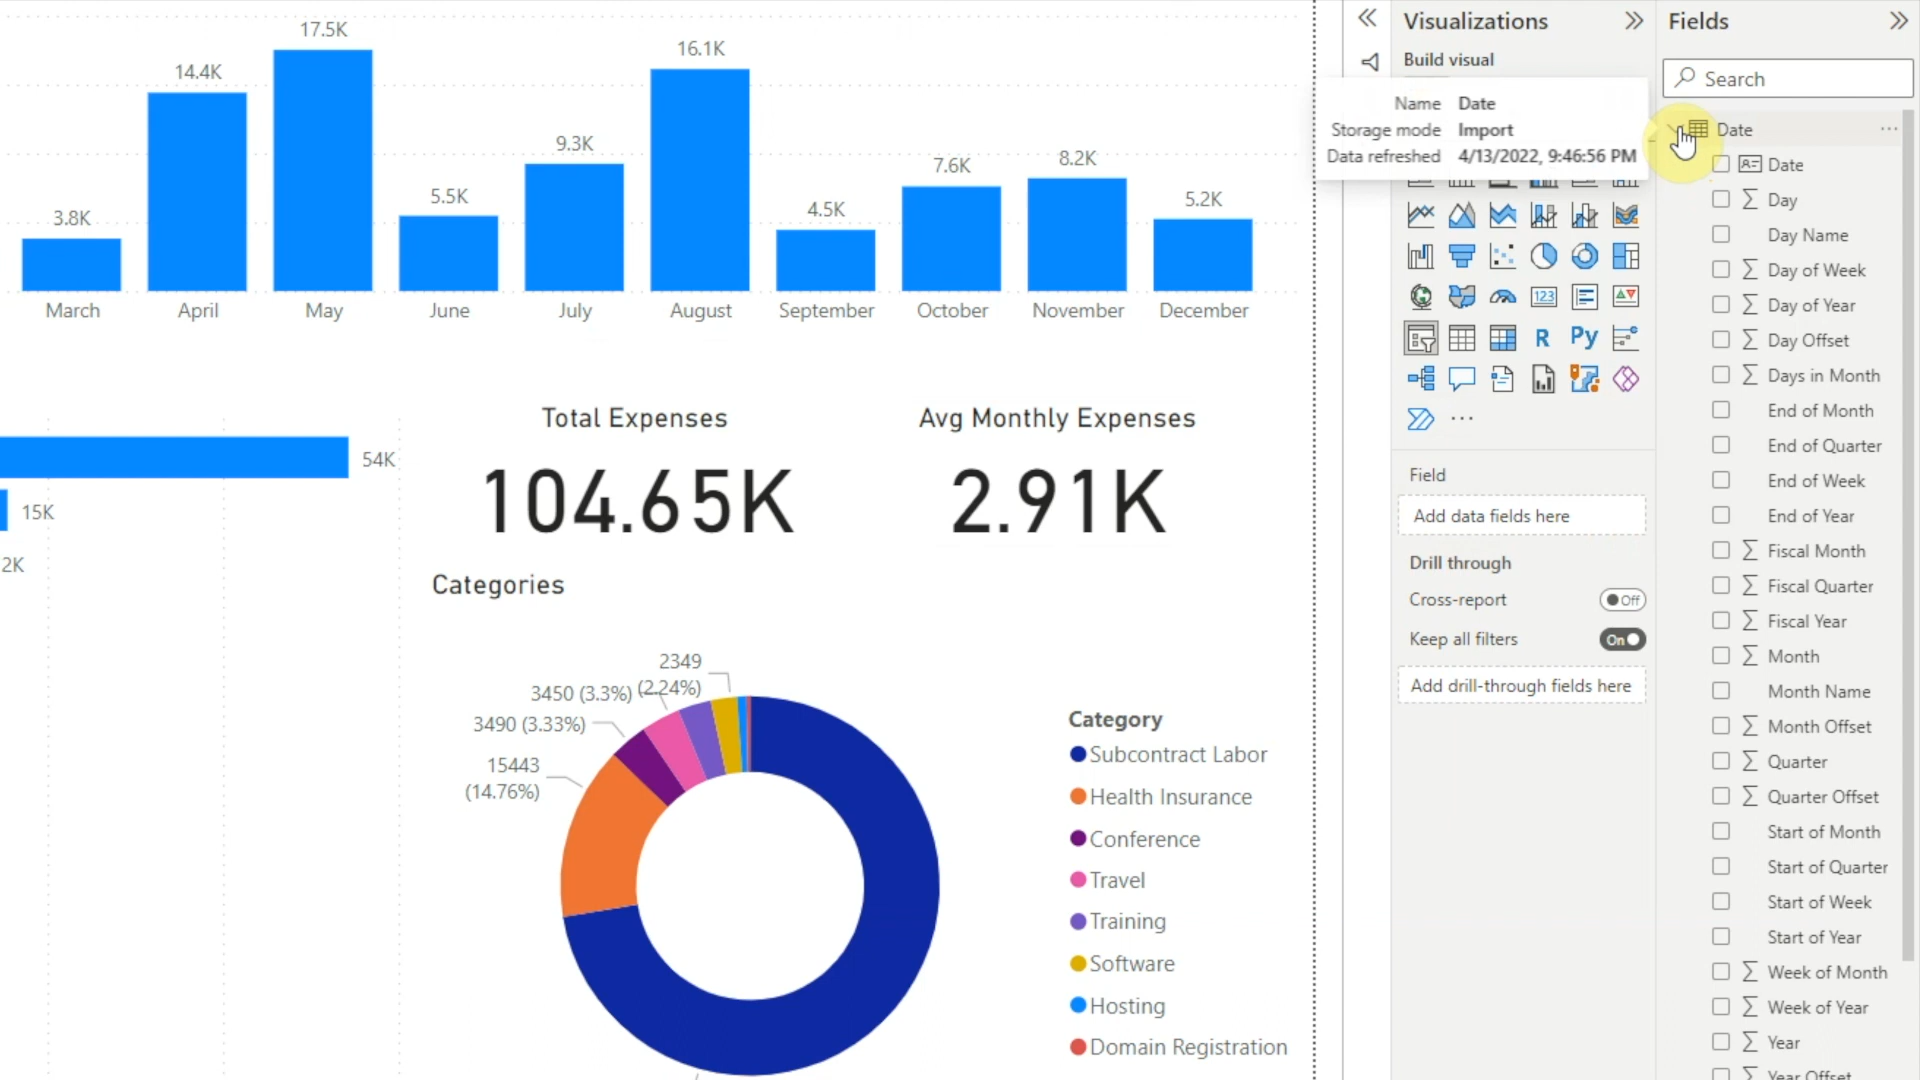 17.5K
16.1K
14.4K
9.3K
8.2K
7.6K
5.5K
5.2K
4.5K
3.8K
March April May June July August September October November December
54K
15K
2K
Total Expenses
104.65K
Avg Monthly Expenses
2.91K
Categories
2349
(2.24%)
3450 (3.3%)
3490 (3.33%)
15443
(14.76%)
Category
Subcontract Labor
Health Insurance
Conference
Travel
Training
Software
Hosting
Domain Registration
Visualizations
Build visual
Name Date
Storage mode Import
Data refreshed 4/13/2022, 9:46:56 PM
123
R
Py
Field
Add data fields here
Drill through
Cross-report
Off
Keep all filters
On
Add drill-through fields here
Fields
Search
Date
Date
Day
Day Name
Day of Week
Day of Year
Day Offset
Days in Month
End of Month
End of Quarter
End of Week
End of Year
Fiscal Month
Fiscal Quarter
Fiscal Year
Month
Month Name
Month Offset
Quarter
Quarter Offset
Start of Month
Start of Quarter
Start of Week
Start of Year
Week of Month
Week of Year
Year
Year Offset